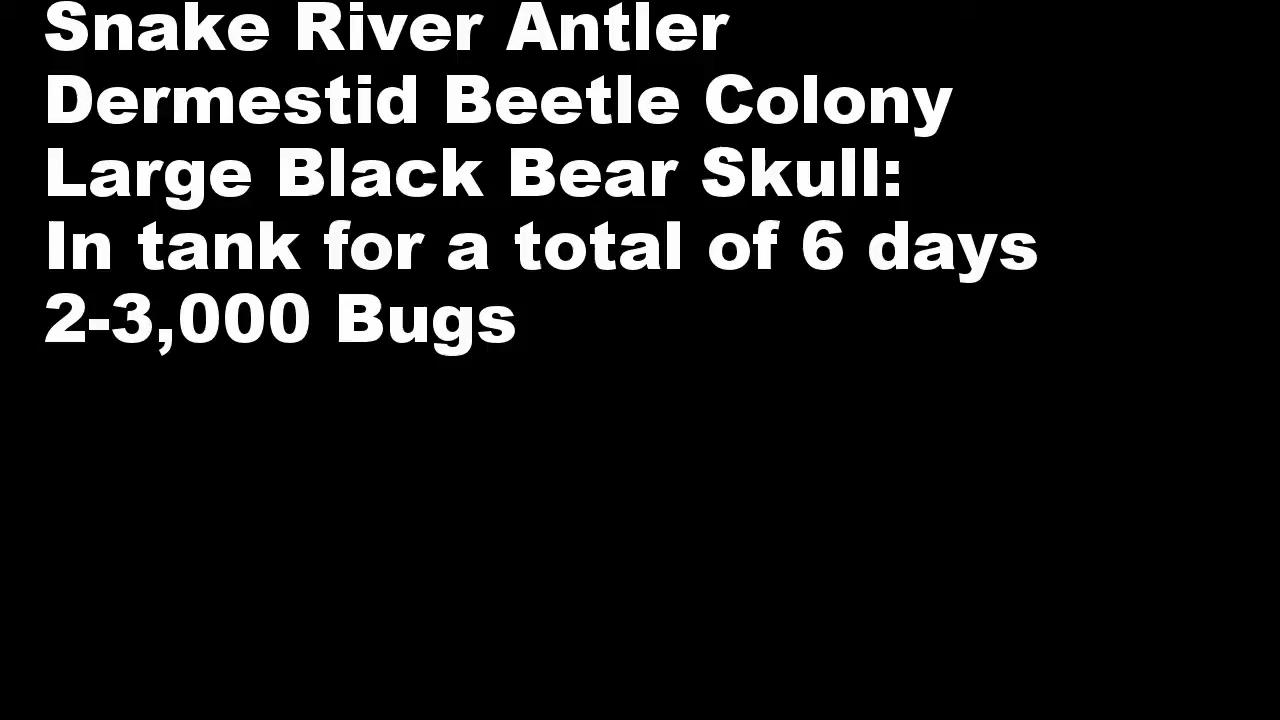 Snake River Antler
Dermestid Beetle Colony
Large Black Bear Skull:
In tank for a total of 6 days
2-3,000 Bugs